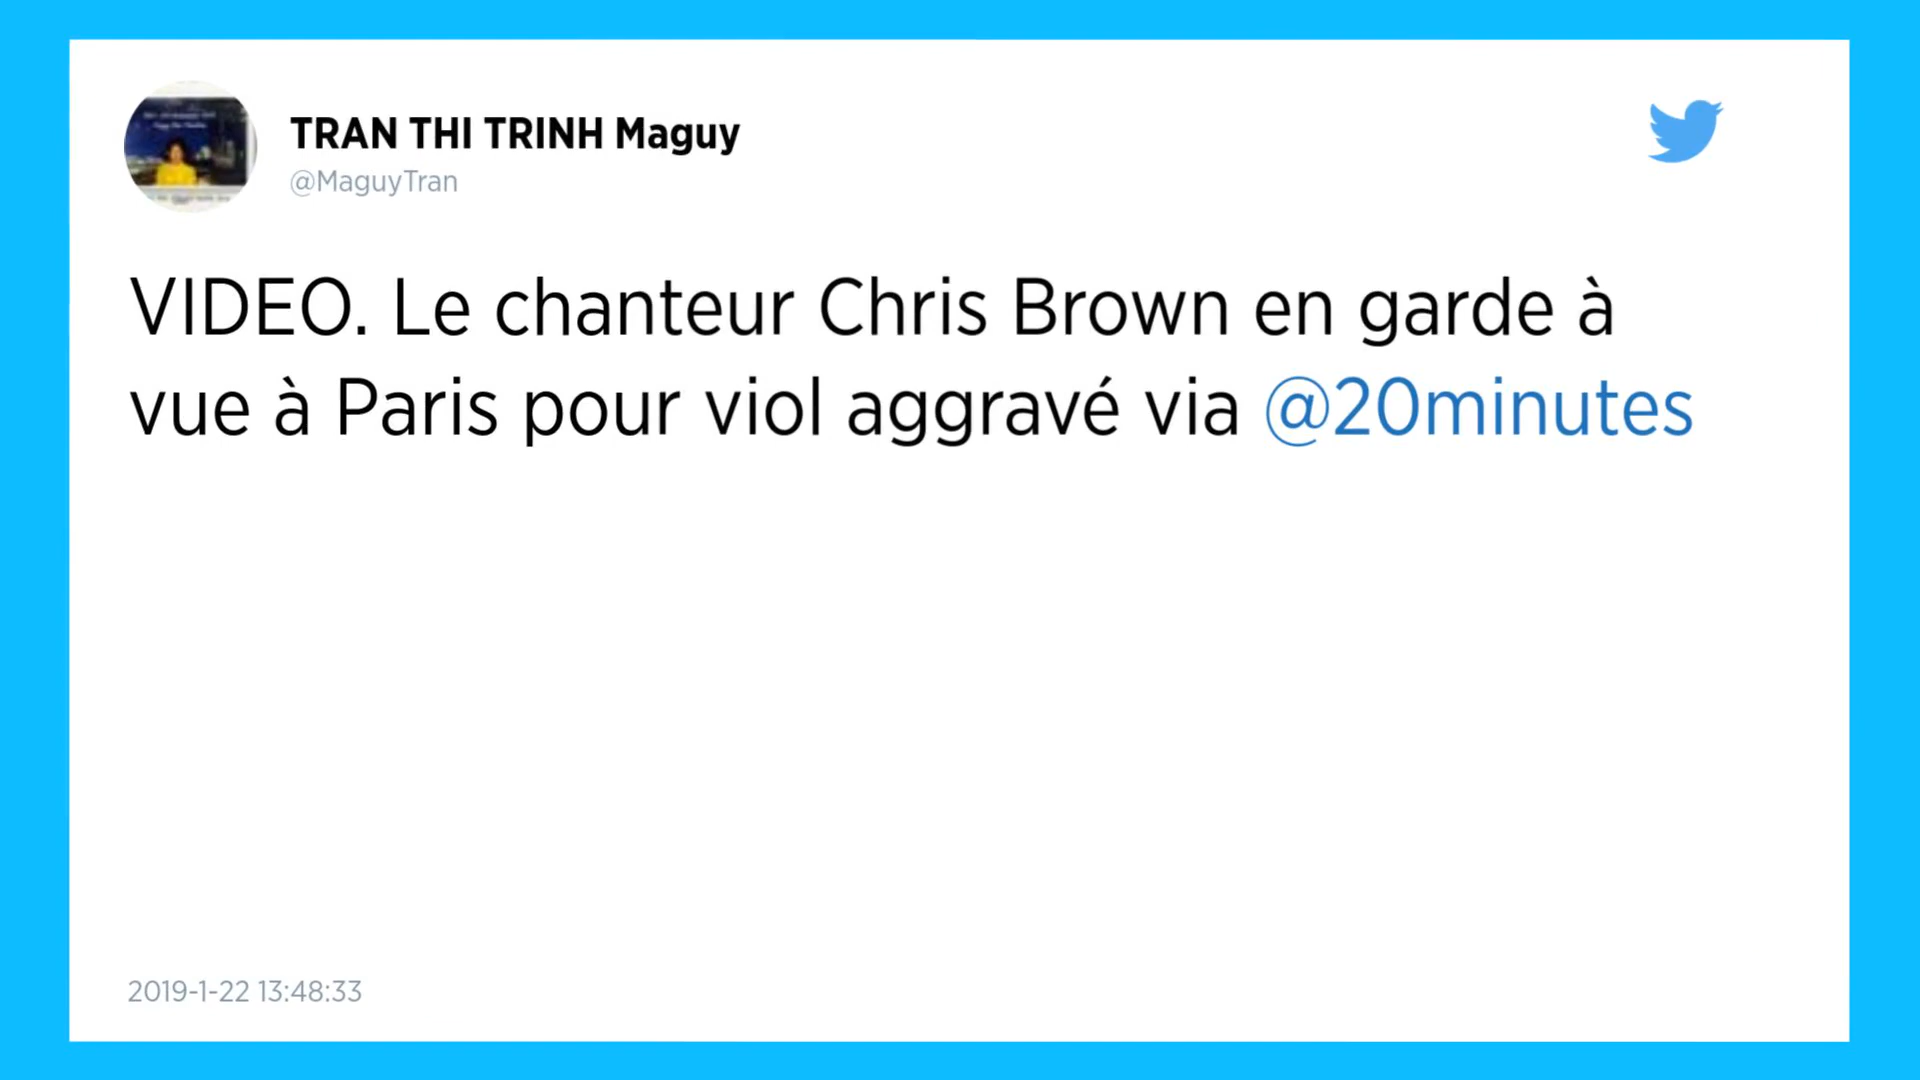 TRAN THI TRINH Maguy
@MaguyTran
VIDEO. Le chanteur Chris Brown en garde à
vue à Paris pour viol aggravé via @20minutes
2019-1-22 13:48:33